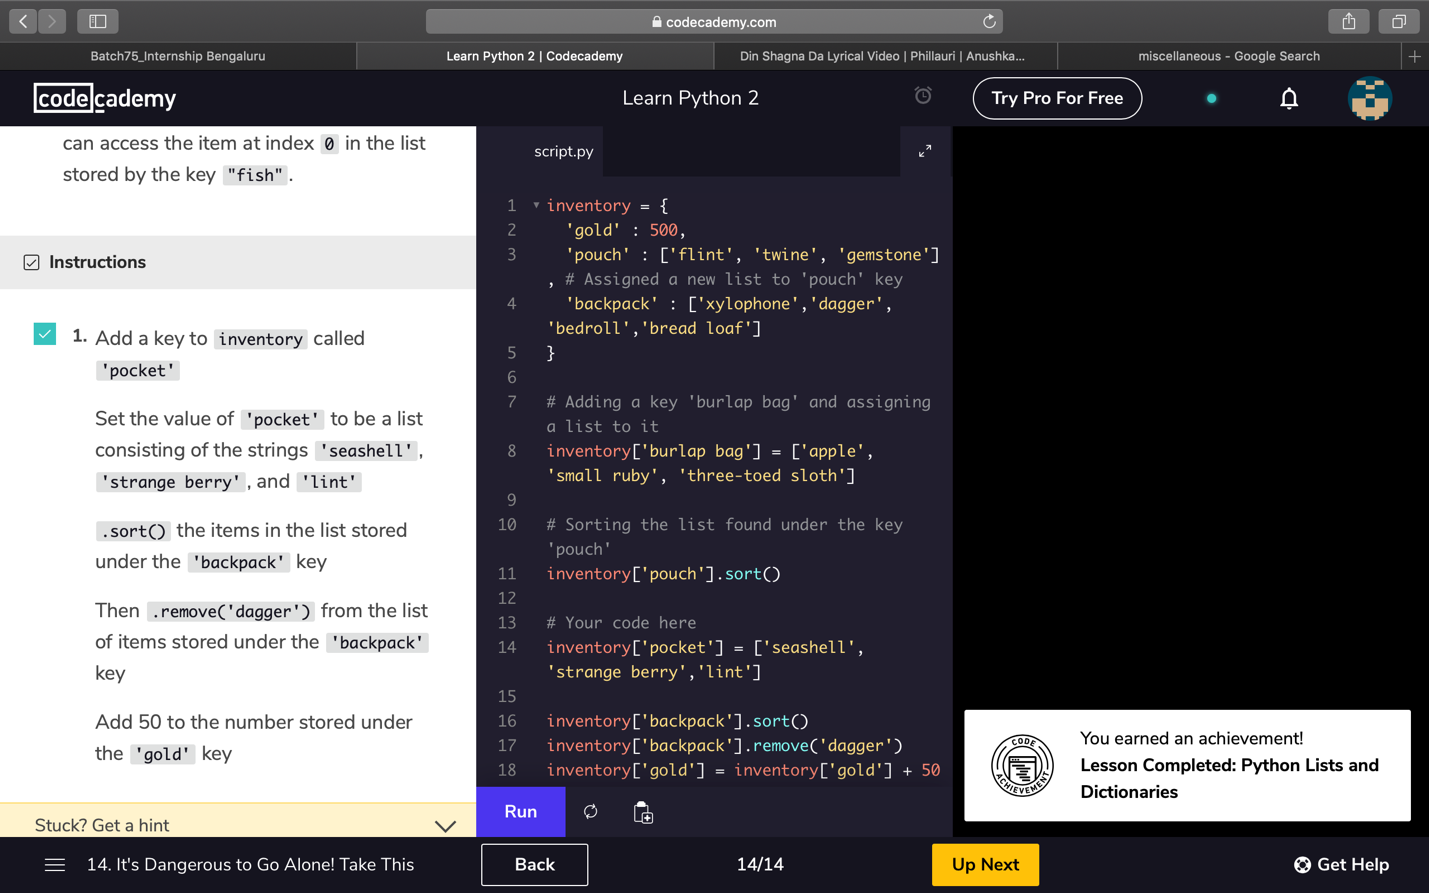 codecademy.com
Batch75_Internship Bengaluru
Learn Python 2 | Codecademy
Din Shagna Da Lyrical Video | Phillauri | Anushka...
miscellaneous - Google Search
codecademy
Learn Python 2
Try Pro For Free
can access the item at index 0 in the list
stored by the key "fish".
Instructions
1. Add a key to inventory called
'pocket'
Set the value of 'pocket' to be a list
consisting of the strings 'seashell',
'strange berry', and 'lint'
.sort() the items in the list stored
under the 'backpack' key
Then .remove('dagger') from the list
of items stored under the 'backpack'
key
Add 50 to the number stored under
the 'gold' key
Stuck? Get a hint
script.py
1 inventory = {
2 'gold' : 500,
3 'pouch' : ['flint', 'twine', 'gemstone']
, # Assigned a new list to 'pouch' key
4 'backpack' : ['xylophone','dagger',
'bedroll','bread loaf']
5 }
6
7 # Adding a key 'burlap bag' and assigning
a list to it
8 inventory['burlap bag'] = ['apple',
'small ruby', 'three-toed sloth']
9
10 # Sorting the list found under the key
'pouch'
11 inventory['pouch'].sort()
12
13 # Your code here
14 inventory['pocket'] = ['seashell',
'strange berry','lint']
15
16 inventory['backpack'].sort()
17 inventory['backpack'].remove('dagger')
18 inventory['gold'] = inventory['gold'] + 50
Run
CODE
ACHIEVEMENT
You earned an achievement!
Lesson Completed: Python Lists and
Dictionaries
14. It's Dangerous to Go Alone! Take This
Back
14/14
Up Next
Get Help